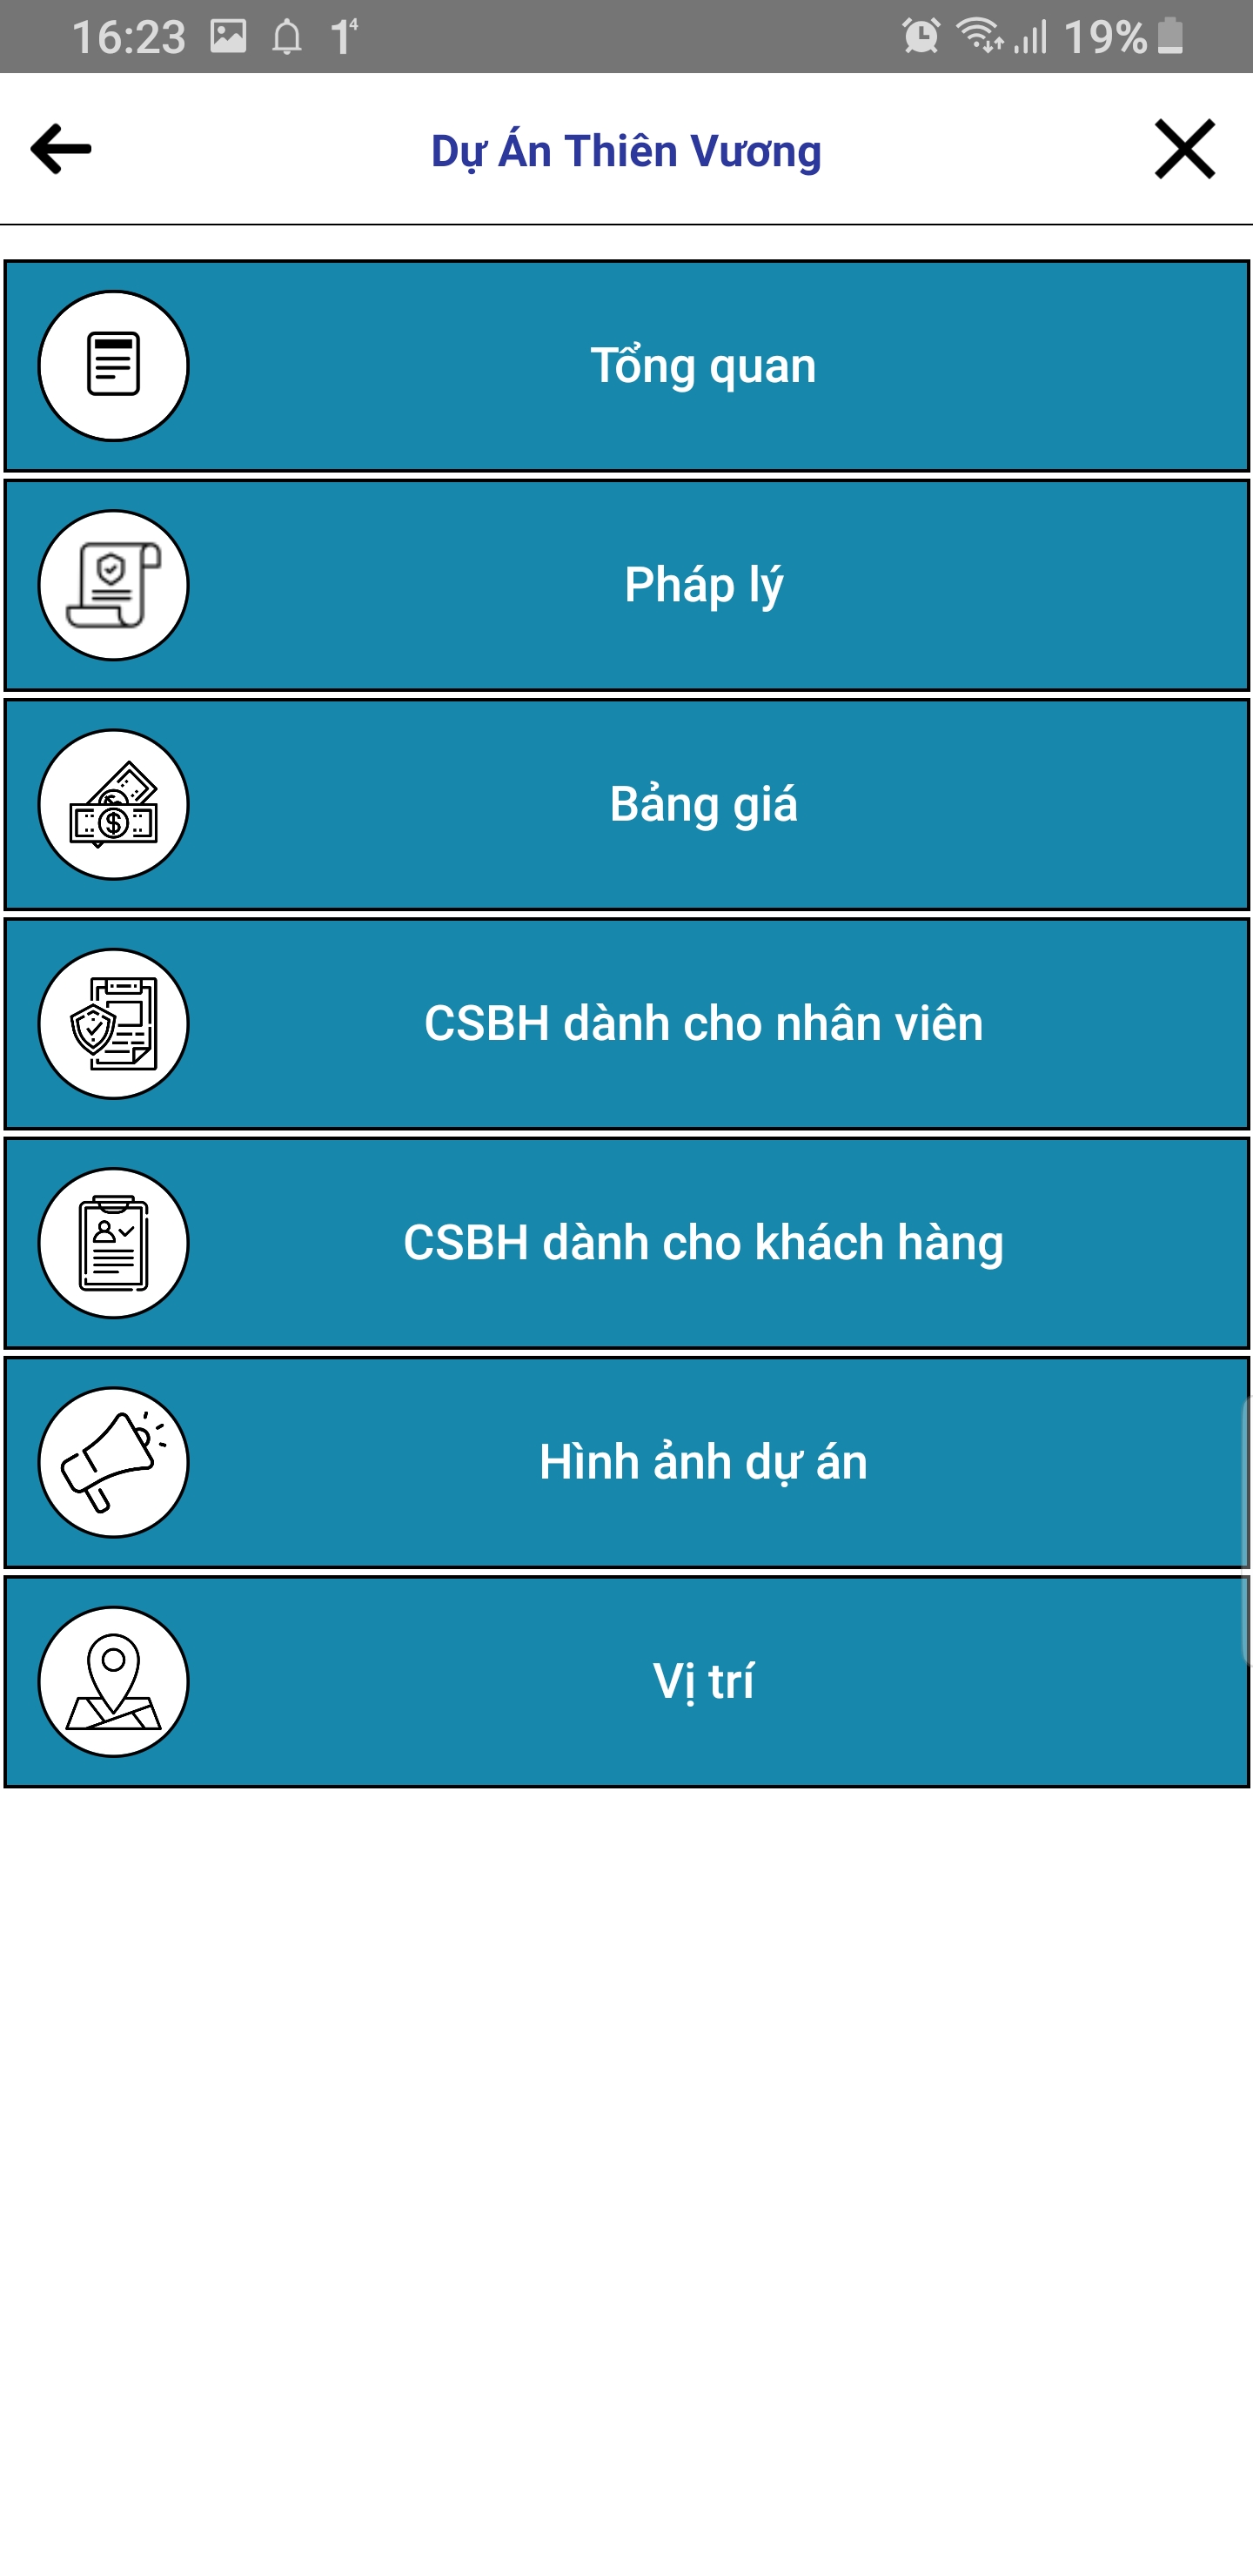 16:23 1⁴ 19%
Dự Án Thiên Vương
Tổng quan
Pháp lý
Bảng giá
CSBH dành cho nhân viên
CSBH dành cho khách hàng
Hình ảnh dự án
Vị trí